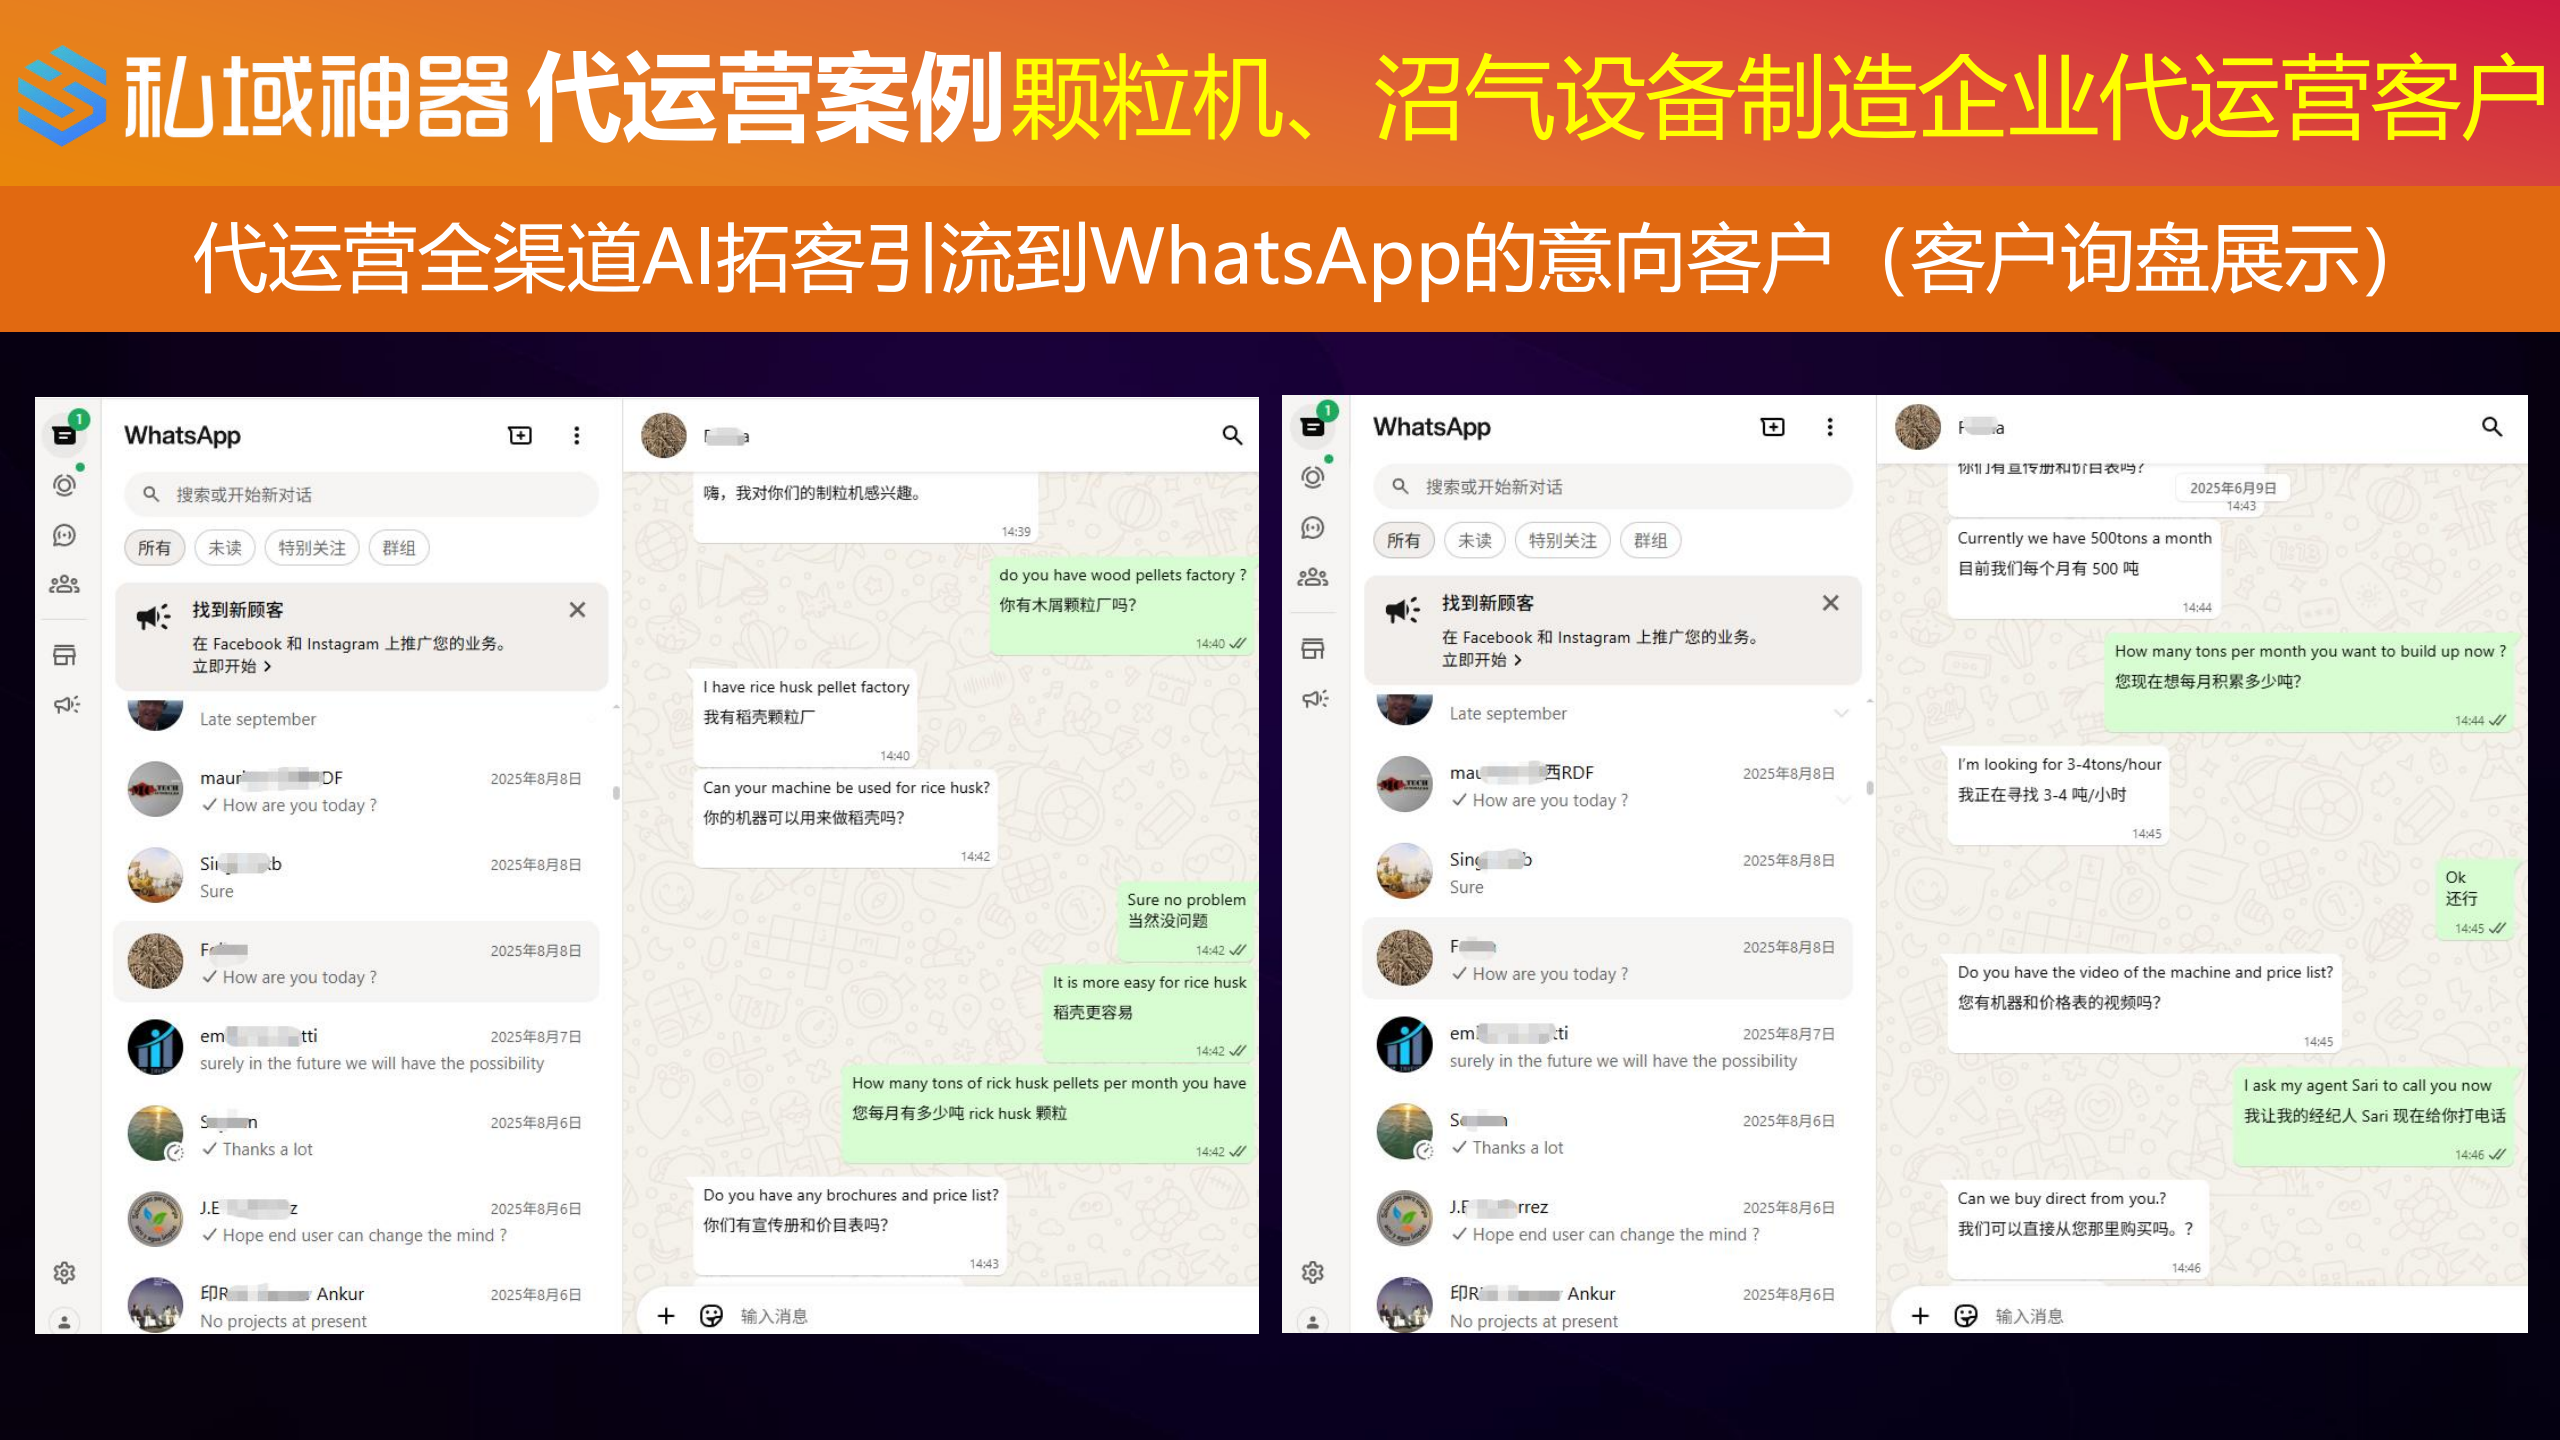 私域神器 代运营案例 颗粒机、沼气设备制造企业代运营客户
代运营全渠道AI拓客引流到WhatsApp的意向客户（客户询盘展示）
1
WhatsApp
搜索或开始新对话
所有 未读 特别关注 群组
找到新顾客
在 Facebook 和 Instagram 上推广您的业务。
立即开始
Late september
2025年8月8日
How are you today ?
2025年8月8日
Sure
2025年8月8日
How are you today ?
2025年8月7日
surely in the future we will have the possibility
2025年8月6日
Thanks a lot
2025年8月6日
Hope end user can change the mind ?
Ankur 2025年8月6日
No projects at present
嗨，我对你们的制粒机感兴趣。
14:39
do you have wood pellets factory ?
你有木屑颗粒厂吗?
14:40
I have rice husk pellet factory
我有稻壳颗粒厂
14:40
Can your machine be used for rice husk?
你的机器可以用来做稻壳吗?
14:42
Sure no problem
当然没问题
14:42
It is more easy for rice husk
稻壳更容易
14:42
How many tons of rick husk pellets per month you have
您每月有多少吨 rick husk 颗粒
14:42
Do you have any brochures and price list?
你们有宣传册和价目表吗?
14:43
输入消息
1
WhatsApp
搜索或开始新对话
所有 未读 特别关注 群组
找到新顾客
在 Facebook 和 Instagram 上推广您的业务。
立即开始
Late september
西RDF 2025年8月8日
How are you today ?
2025年8月8日
Sure
2025年8月8日
How are you today ?
2025年8月7日
surely in the future we will have the possibility
2025年8月6日
Thanks a lot
2025年8月6日
Hope end user can change the mind ?
Ankur 2025年8月6日
No projects at present
你们有宣传册和价目表吗?
2025年6月9日
14:43
Currently we have 500tons a month
目前我们每个月有 500 吨
14:44
How many tons per month you want to build up now ?
您现在想每月积累多少吨?
14:44
I'm looking for 3-4tons/hour
我正在寻找 3-4 吨/小时
14:45
Ok
还行
14:45
Do you have the video of the machine and price list?
您有机器和价格表的视频吗?
14:45
I ask my agent Sari to call you now
我让我的经纪人 Sari 现在给你打电话
14:46
Can we buy direct from you.?
我们可以直接从您那里购买吗。?
14:46
输入消息